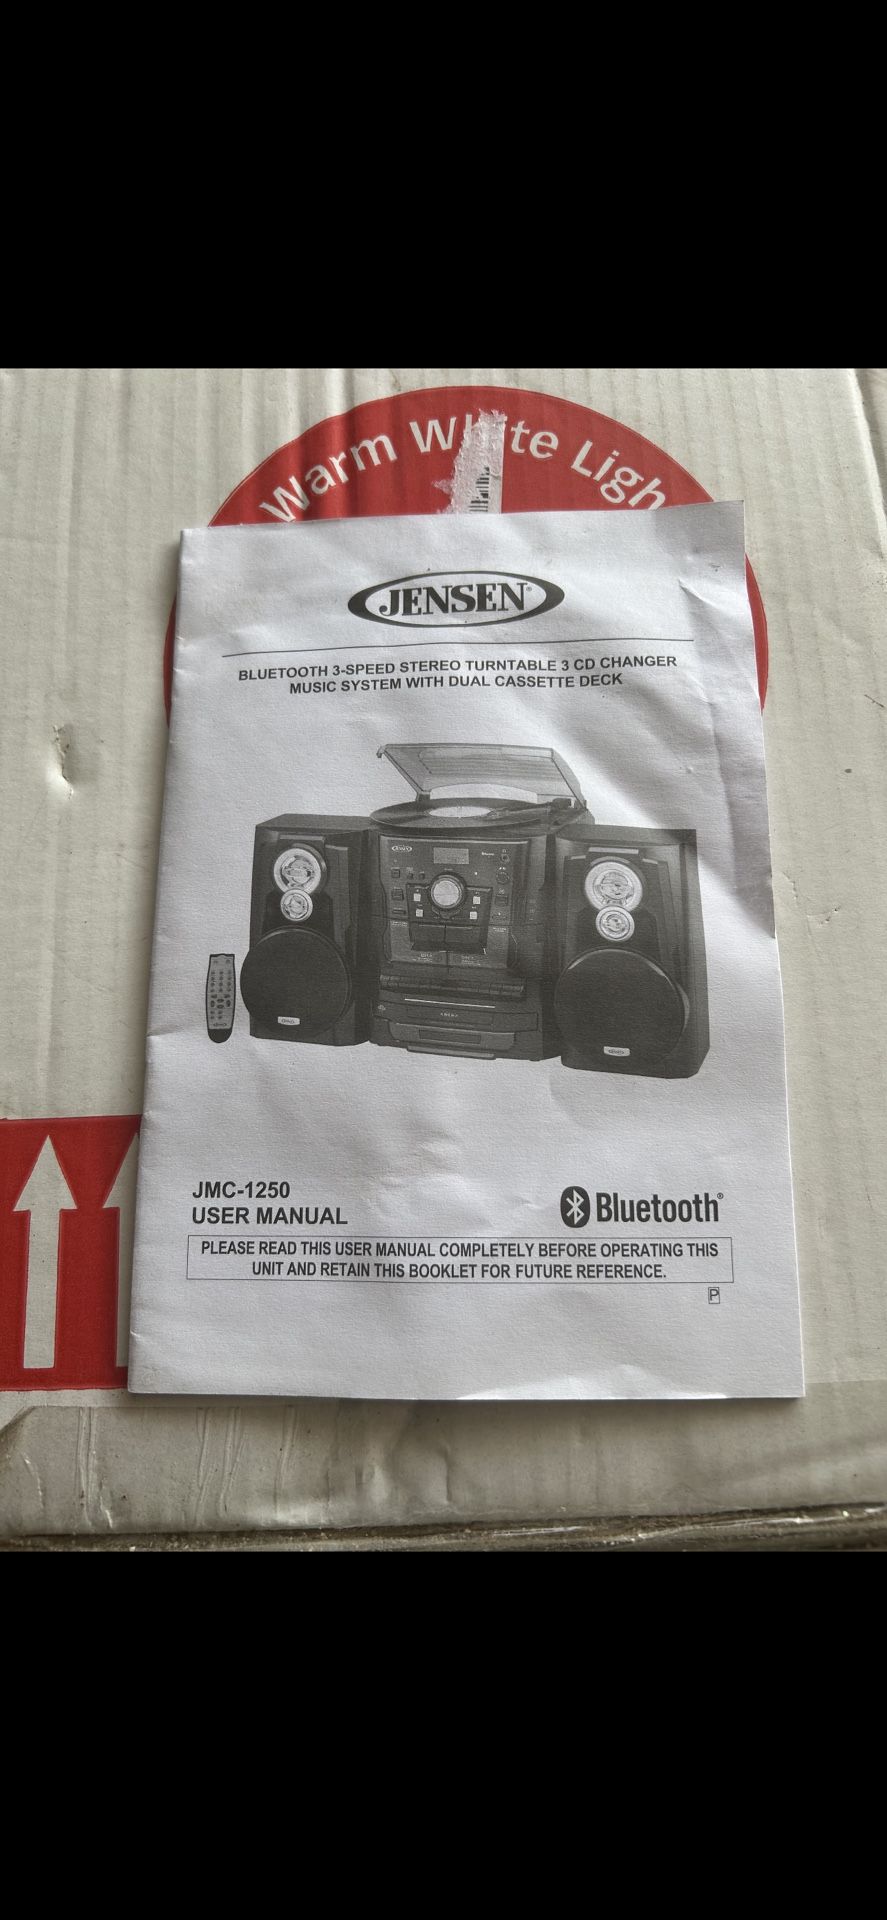 Warm White Ligh
JENSEN®
BLUETOOTH 3-SPEED STEREO TURNTABLE 3 CD CHANGER
MUSIC SYSTEM WITH DUAL CASSETTE DECK
JMC-1250
USER MANUAL
Bluetooth®
PLEASE READ THIS USER MANUAL COMPLETELY BEFORE OPERATING THIS
UNIT AND RETAIN THIS BOOKLET FOR FUTURE REFERENCE.
P